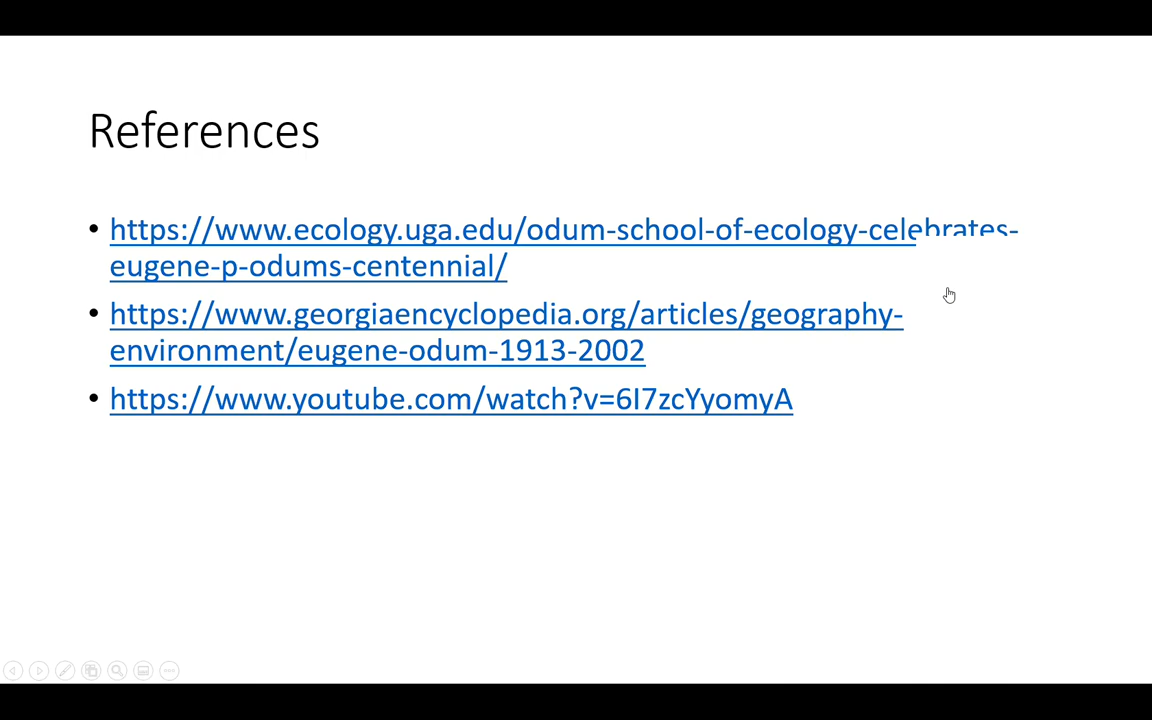 References
• https://www.ecology.uga.edu/odum-school-of-ecology-celebrates-
eugene-p-odums-centennial/
• https://www.georgiaencyclopedia.org/articles/geography-
environment/eugene-odum-1913-2002
• https://www.youtube.com/watch?v=6I7zcYyomyA